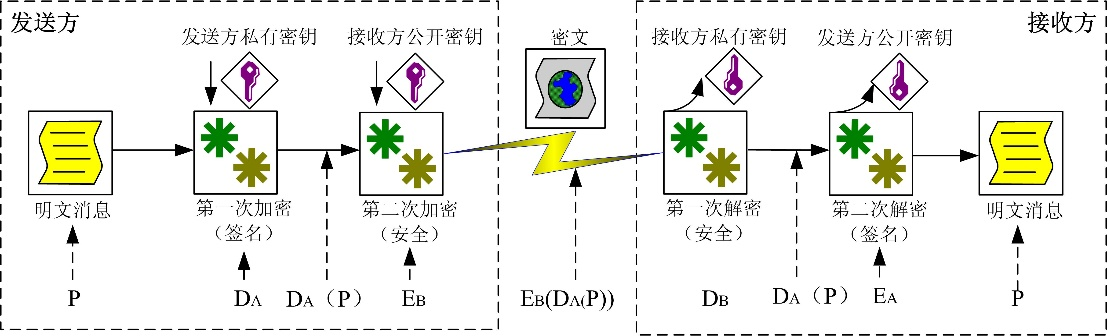 发送方
接收方
发送方私有密钥
接收方公开密钥
密文
接收方私有密钥
发送方公开密钥
明文消息
第一次加密
（签名）
第二次加密
（安全）
第一次解密
（安全）
第二次解密
（签名）
明文消息
P
DA
DA（P）
EB
EB(DA(P))
DB
DA（P）
EA
P